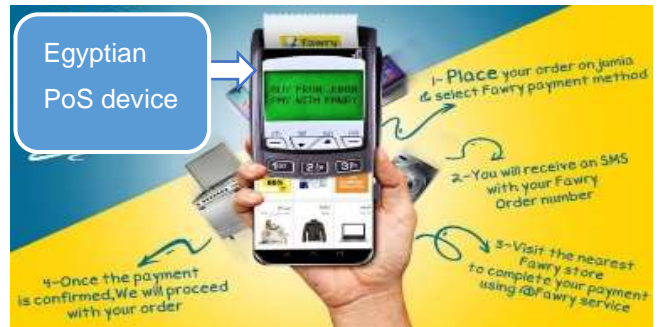 Egyptian
PoS device
fawry
BUY FROM JUMIA
PAY WITH FAWRY
1- Place your order on jumia
& select Fawry payment method
2-You will receive an SMS
with your Fawry
Order number
3-Visit the nearest
Fawry store
to complete your payment
using @Fawry service
4-Once the payment
is confirmed, We will proceed
with your order